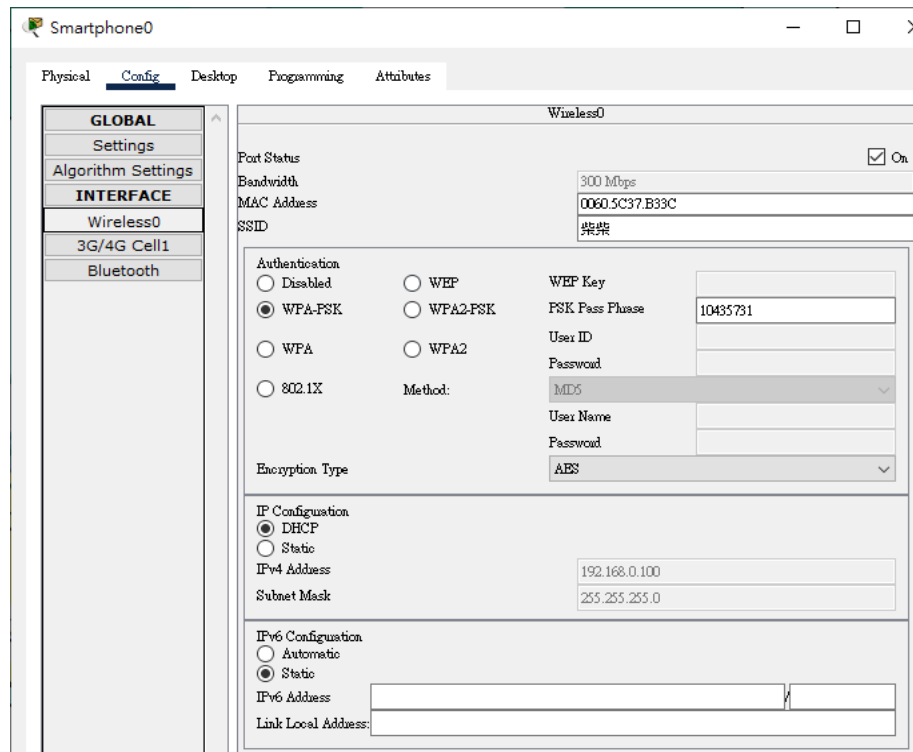 Smartphone0
Physical Config Desktop Programming Attributes
GLOBAL
Settings
Algorithm Settings
INTERFACE
Wireless0
3G/4G Cell1
Bluetooth
Wireless0
Port Status On
Bandwidth 300 Mbps
MAC Address 0060.5C37.B33C
SSID 柴柴
Authentication
Disabled WEP WEP Key
WPA-PSK WPA2-PSK PSK Pass Phrase 10435731
User ID
WPA WPA2
Password
802.1X Method: MD5
User Name
Password
Encryption Type AES
IP Configuration
DHCP
Static
IPv4 Address 192.168.0.100
Subnet Mask 255.255.255.0
IPv6 Configuration
Automatic
Static
IPv6 Address /
Link Local Address: